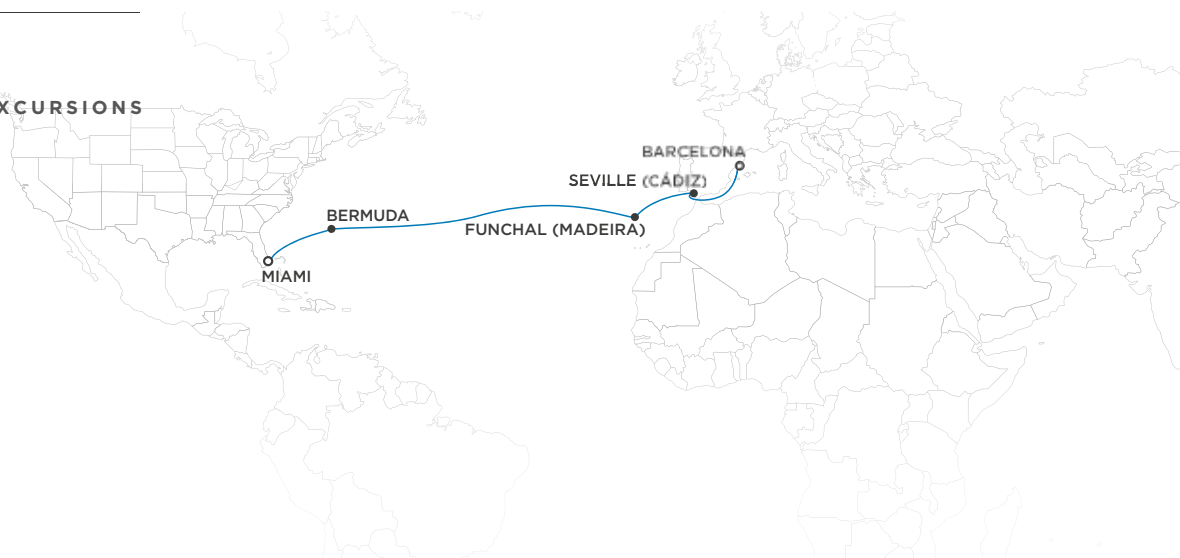 XCURSIONS
BARCELONA
SEVILLE (CÁDIZ)
BERMUDA
FUNCHAL (MADEIRA)
MIAMI